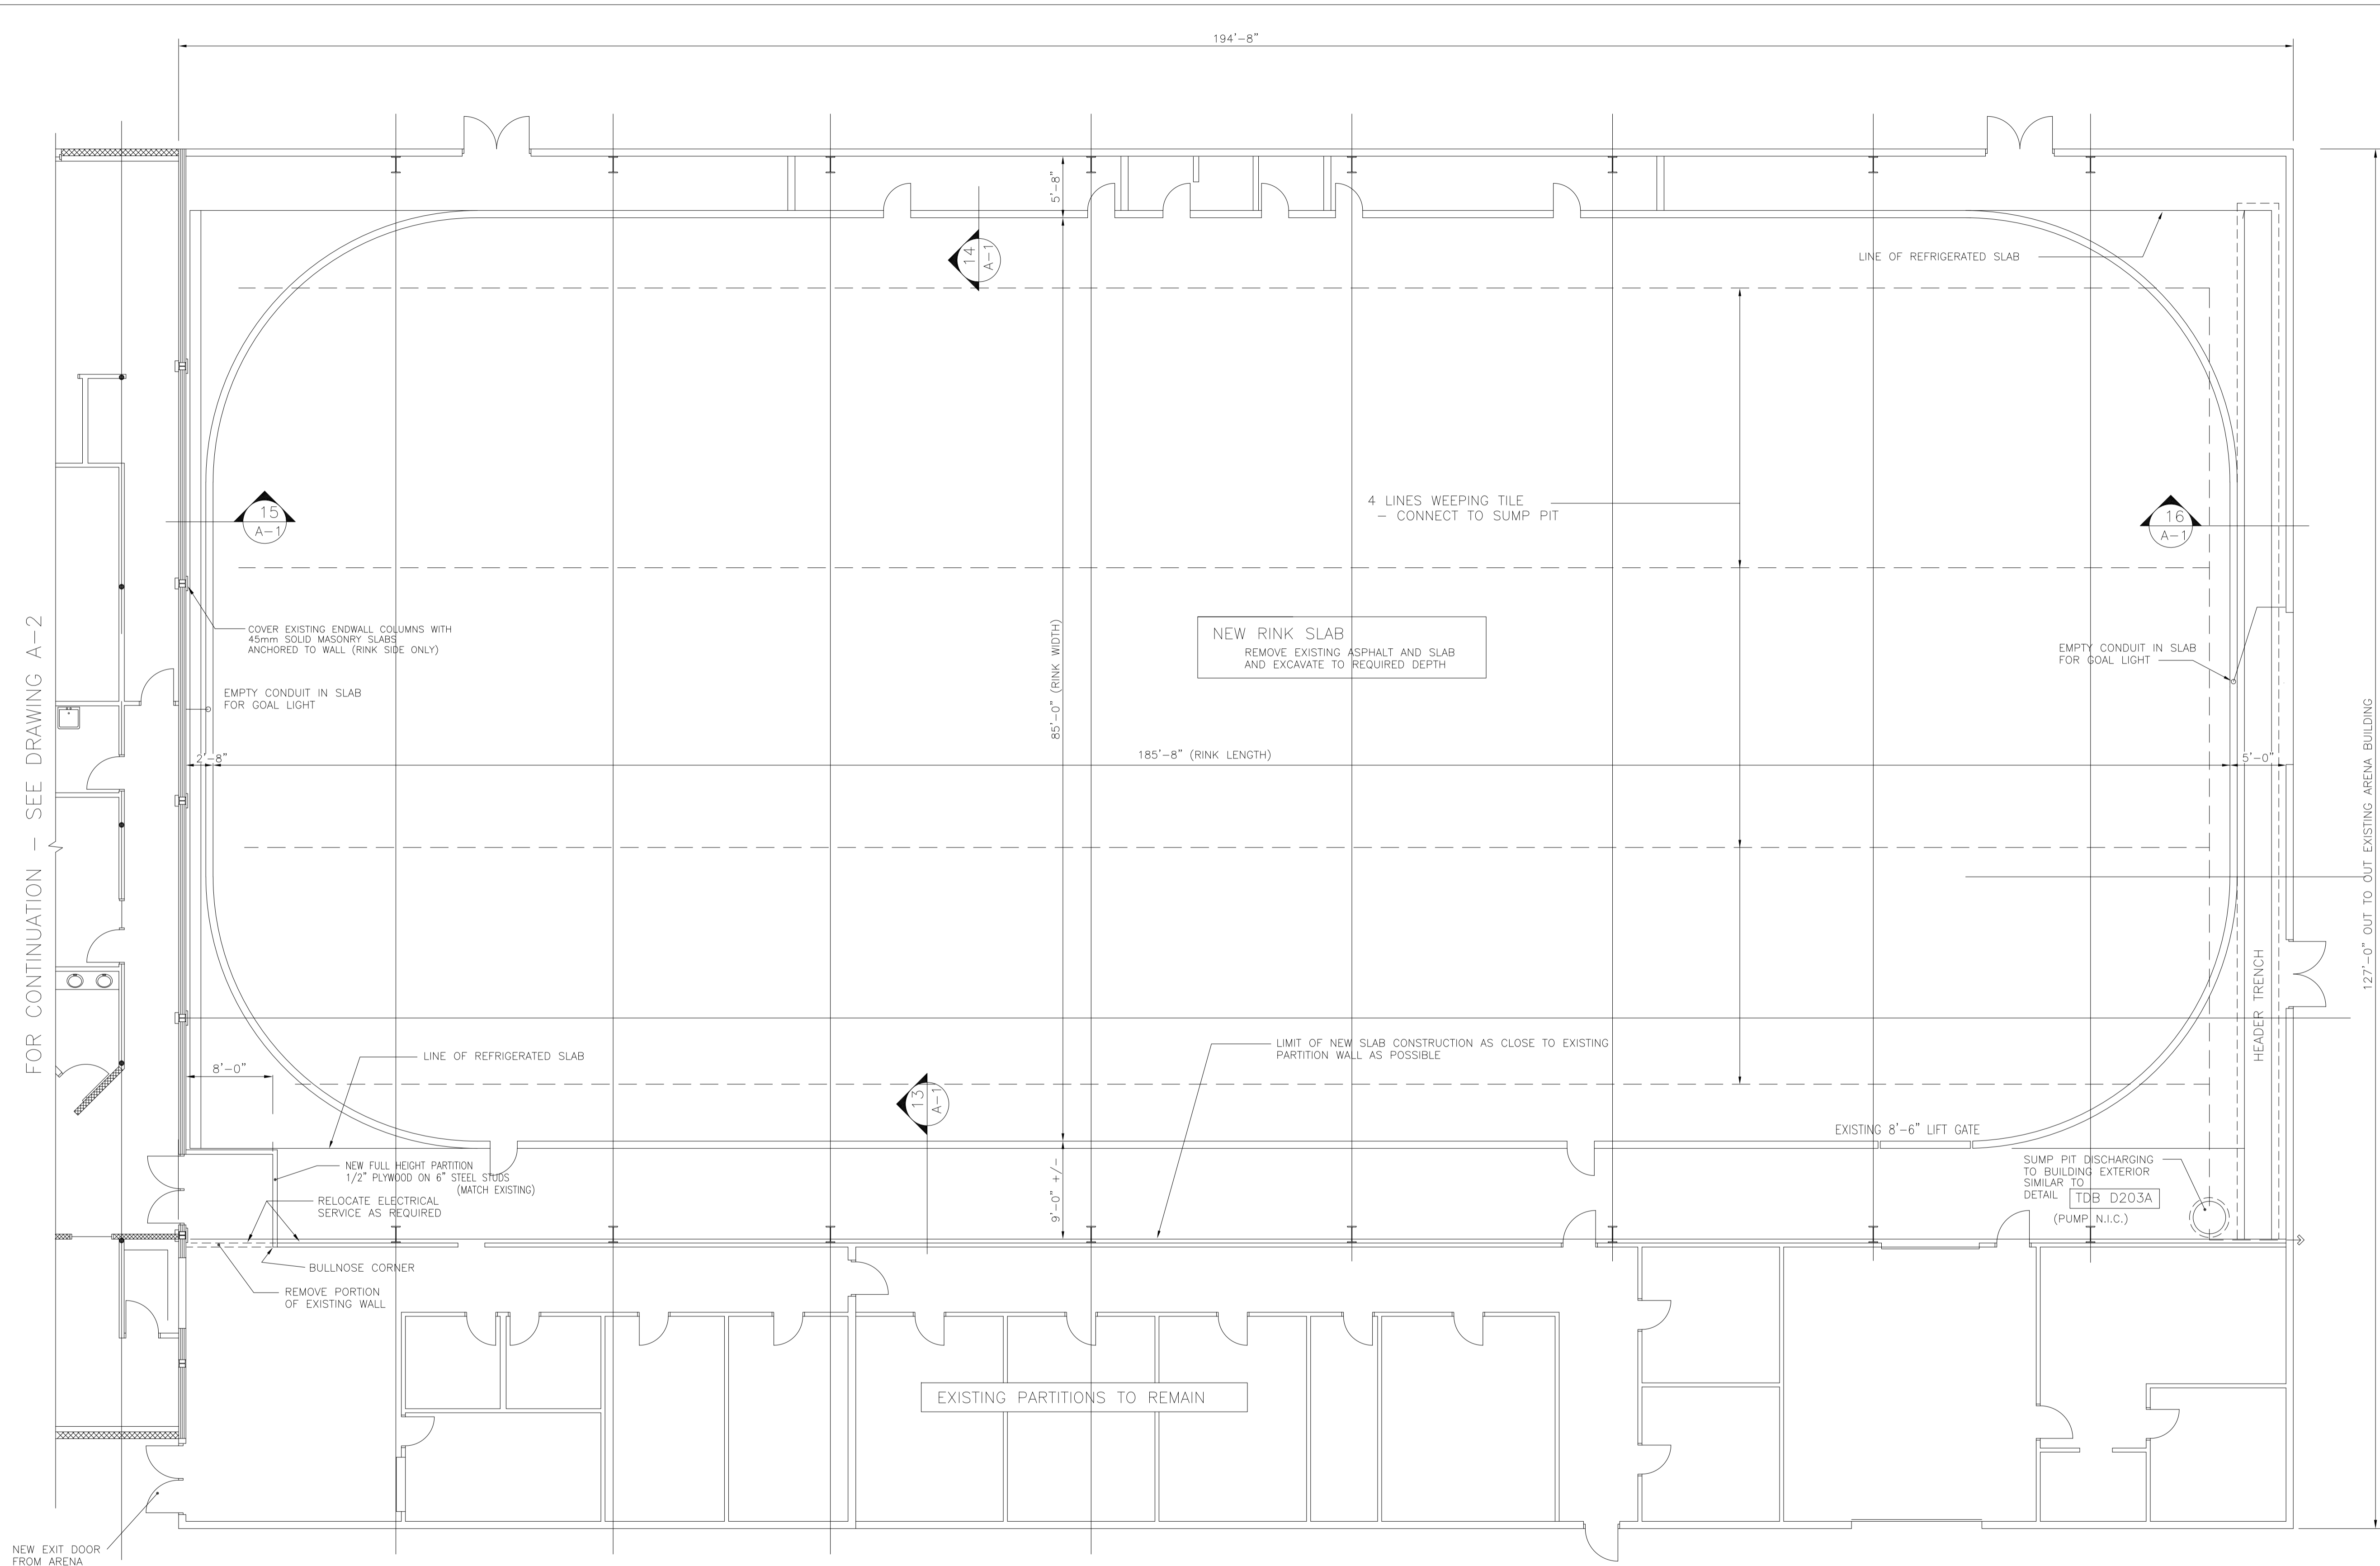 194'-8"
5'-8"
14
A-1
LINE OF REFRIGERATED SLAB
4 LINES WEEPING TILE
- CONNECT TO SUMP PIT
15
A-1
16
A-1
FOR CONTINUATION - SEE DRAWING A-2
COVER EXISTING ENDWALL COLUMNS WITH
45mm SOLID MASONRY SLABS
ANCHORED TO WALL (RINK SIDE ONLY)
85'-0" (RINK WIDTH)
NEW RINK SLAB
REMOVE EXISTING ASPHALT AND SLAB
AND EXCAVATE TO REQUIRED DEPTH
EMPTY CONDUIT IN SLAB
FOR GOAL LIGHT
EMPTY CONDUIT IN SLAB
FOR GOAL LIGHT
2'-8"
185'-8" (RINK LENGTH)
5'-0"
127'-0" OUT TO OUT EXISTING ARENA BUILDING
HEADER TRENCH
8'-0"
LINE OF REFRIGERATED SLAB
LIMIT OF NEW SLAB CONSTRUCTION AS CLOSE TO EXISTING
PARTITION WALL AS POSSIBLE
13
A-1
EXISTING 8'-6" LIFT GATE
NEW FULL HEIGHT PARTITION
1/2" PLYWOOD ON 6" STEEL STUDS
(MATCH EXISTING)
RELOCATE ELECTRICAL
SERVICE AS REQUIRED
9'-0" +/-
SUMP PIT DISCHARGING
TO BUILDING EXTERIOR
SIMILAR TO
DETAIL TDB D203A
(PUMP N.I.C.)
BULLNOSE CORNER
REMOVE PORTION
OF EXISTING WALL
EXISTING PARTITIONS TO REMAIN
NEW EXIT DOOR
FROM ARENA